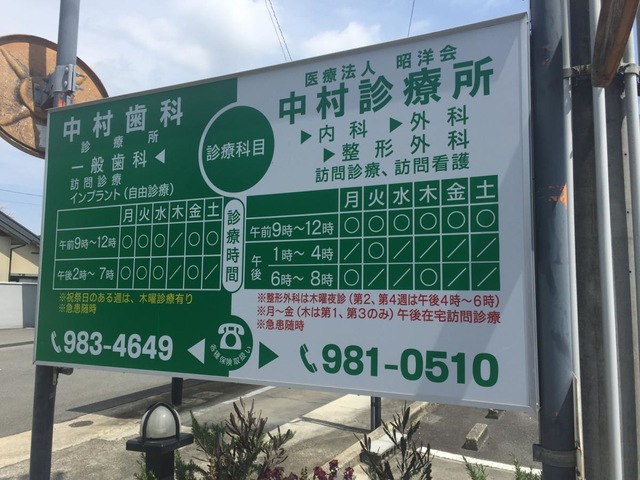 中村歯科
診療所
一般歯科◀
訪問診療
インプラント(自由診療)
月火水木金土
午前9時〜12時 ○○○／○○
午後2時〜7時 ○○○／○／
※祝祭日のある週は、木曜診療有り
※急患随時
983-4649
診療科目
診療時間
各種保険取扱い
医療法人 昭洋会
中村診療所
▶内科▶外科
▶整形外科
訪問診療、訪問看護
月火水木金土
午前9時〜12時 ○○○○○○
午後
1時〜4時
6時〜8時
※整形外科は木曜夜診(第2、第4週は午後4時〜6時)
※月〜金(木は第1、第3のみ)午後在宅訪問診療
※急患随時
981-0510